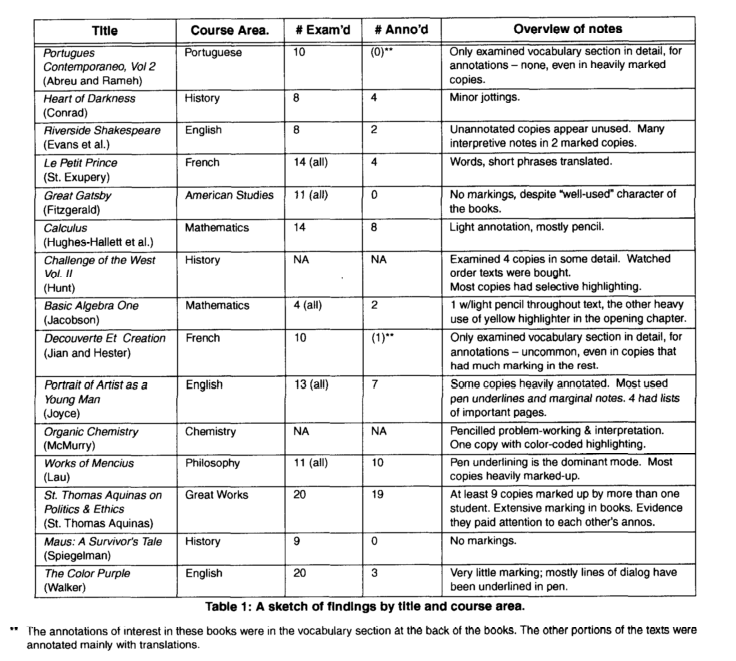 Title Course Area. # Exam'd # Anno'd Overview of notes
Portugues Portuguese 10 (0)** Only examined vocabulary section in detail, for
Contemporaneo, Vol 2 annotations – none, even in heavily marked
(Abreu and Rameh) copies.
Heart of Darkness History 8 4 Minor jottings.
(Conrad)
Riverside Shakespeare English 8 2 Unannotated copies appear unused. Many
(Evans et al.) interpretive notes in 2 marked copies.
Le Petit Prince French 14 (all) 4 Words, short phrases translated.
(St. Exupery)
Great Gatsby American Studies 11 (all) 0 No markings, despite "well-used" character of
(Fitzgerald) the books.
Calculus Mathematics 14 8 Light annotation, mostly pencil.
(Hughes-Hallett et al.)
Challenge of the West History NA NA Examined 4 copies in some detail. Watched
Vol. II order texts were bought.
(Hunt) Most copies had selective highlighting.
Basic Algebra One Mathematics 4 (all) 2 1 w/light pencil throughout text, the other heavy
(Jacobson) use of yellow highlighter in the opening chapter.
Decouverte Et Creation French 10 (1)** Only examined vocabulary section in detail, for
(Jian and Hester) annotations – uncommon, even in copies that
had much marking in the rest.
Portrait of Artist as a English 13 (all) 7 Some copies heavily annotated. Most used
Young Man pen underlines and marginal notes. 4 had lists
(Joyce) of important pages.
Organic Chemistry Chemistry NA NA Pencilled problem-working & interpretation.
(McMurry) One copy with color-coded highlighting.
Works of Mencius Philosophy 11 (all) 10 Pen underlining is the dominant mode. Most
(Lau) copies heavily marked-up.
St. Thomas Aquinas on Great Works 20 19 At least 9 copies marked up by more than one
Politics & Ethics student. Extensive marking in books. Evidence
(St. Thomas Aquinas) they paid attention to each other's annos.
Maus: A Survivor's Tale History 9 0 No markings.
(Spiegelman)
The Color Purple English 20 3 Very little marking; mostly lines of dialog have
(Walker) been underlined in pen.
Table 1: A sketch of findings by title and course area.
** The annotations of interest in these books were in the vocabulary section at the back of the books. The other portions of the texts were
annotated mainly with translations.